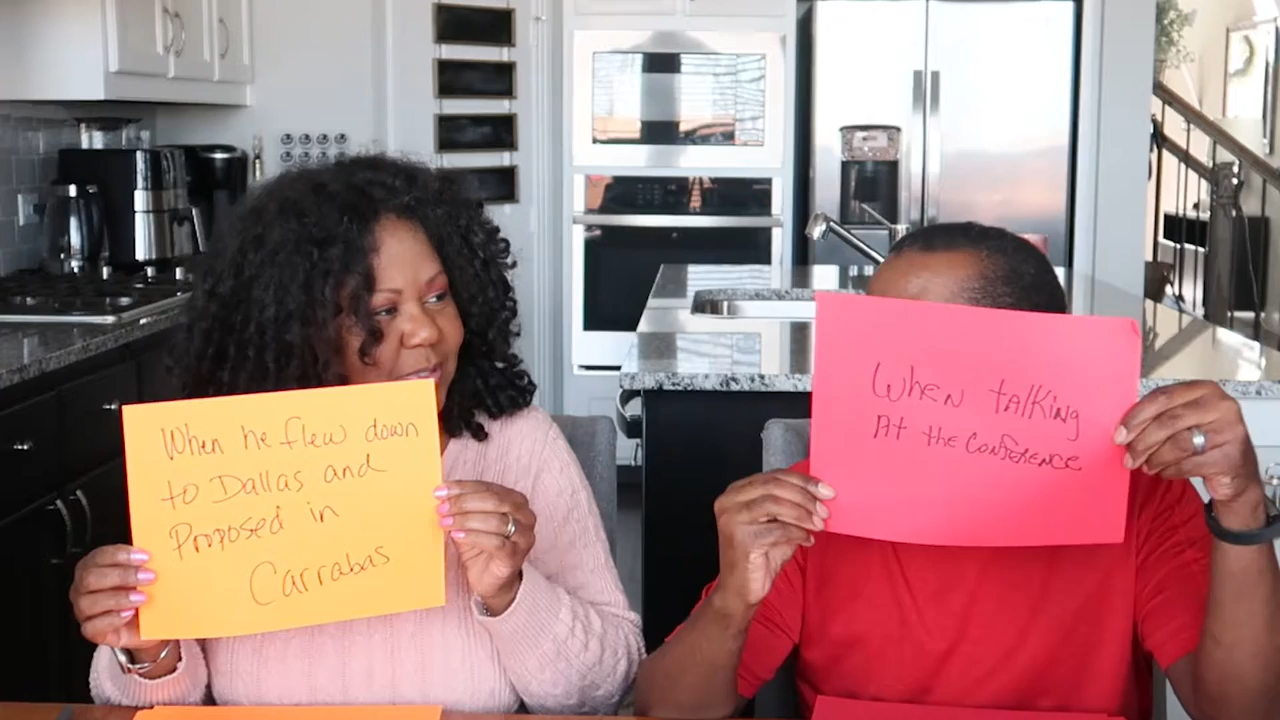 When he flew down
to Dallas and
Proposed in
Carrabas
When talking
At the Conference